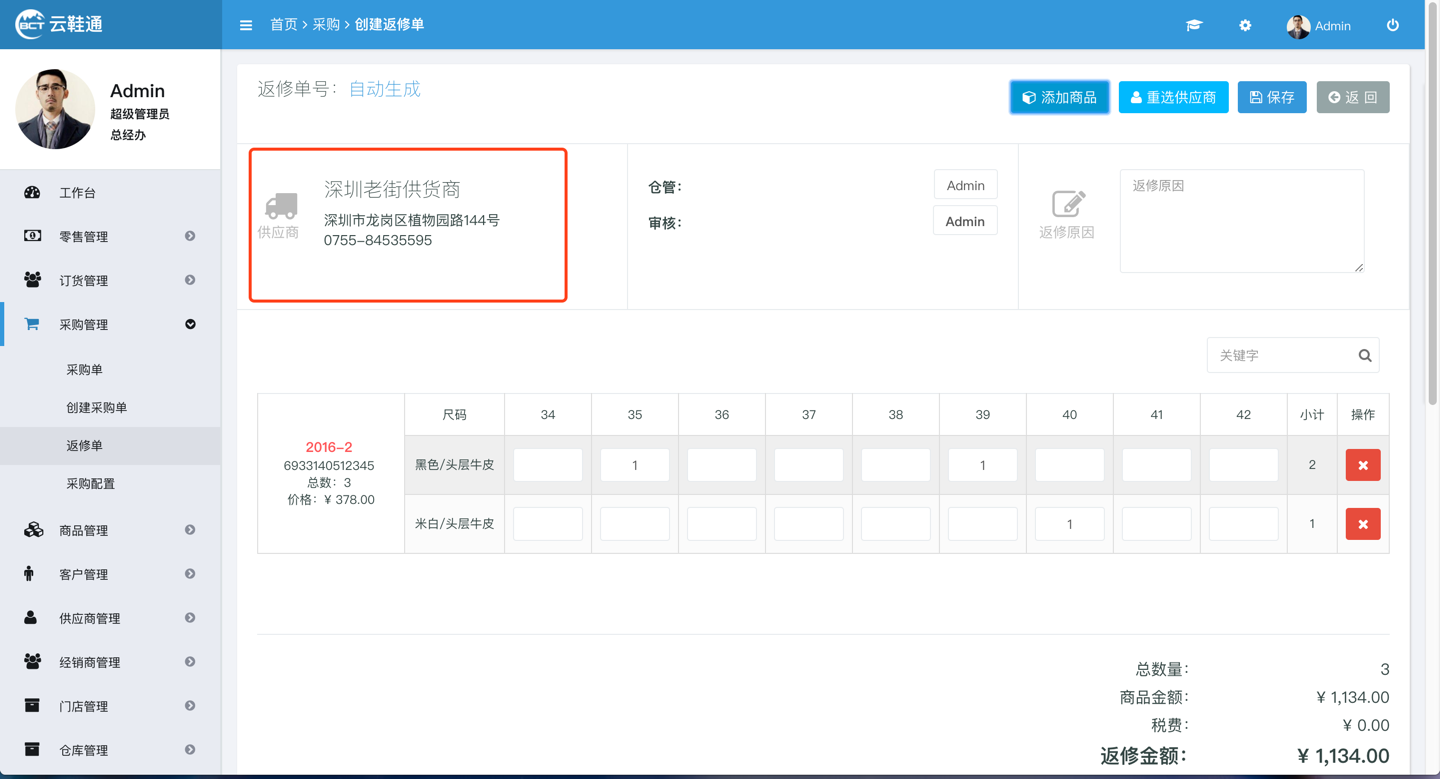 BCT 云鞋通
首页 > 采购 > 创建返修单
Admin
Admin
超级管理员
总经办
工作台
零售管理
订货管理
采购管理
采购单
创建采购单
返修单
采购配置
商品管理
客户管理
供应商管理
经销商管理
门店管理
仓库管理
返修单号： 自动生成
添加商品 重选供应商 保存 返 回
供应商
深圳老街供货商
深圳市龙岗区植物园路144号
0755-84535595
仓管： Admin
审核： Admin
返修原因
返修原因
关键字
尺码 34 35 36 37 38 39 40 41 42 小计 操作
2016-2
6933140512345
总数：3
价格：¥ 378.00
黑色/头层牛皮 1 1 2
米白/头层牛皮 1 1
总数量： 3
商品金额： ¥ 1,134.00
税费： ¥ 0.00
返修金额： ¥ 1,134.00